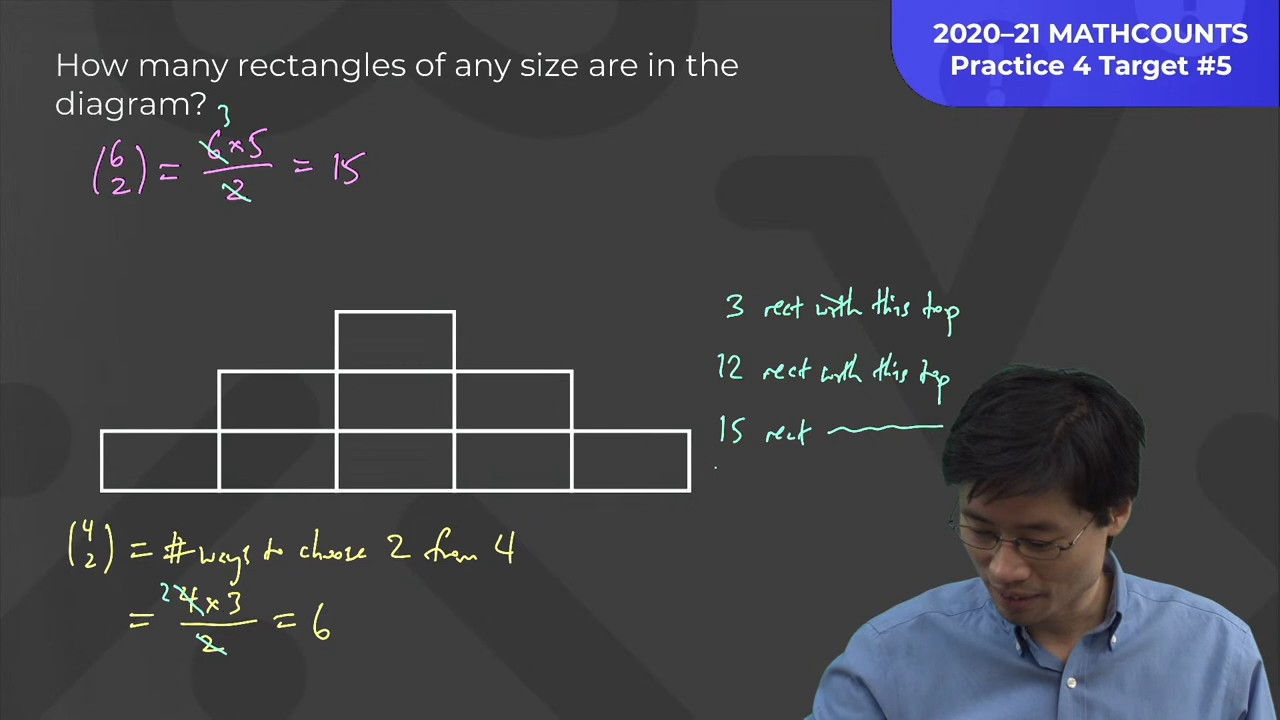 2020–21 MATHCOUNTS
Practice 4 Target #5
How many rectangles of any size are in the
diagram?
(6 2) = 6 3 × 5 / 2 = 15
3 rect with this top
12 rect with this top
15 rect
(4 2) = # ways to choose 2 from 4
= 2 4 × 3 / 2 = 6